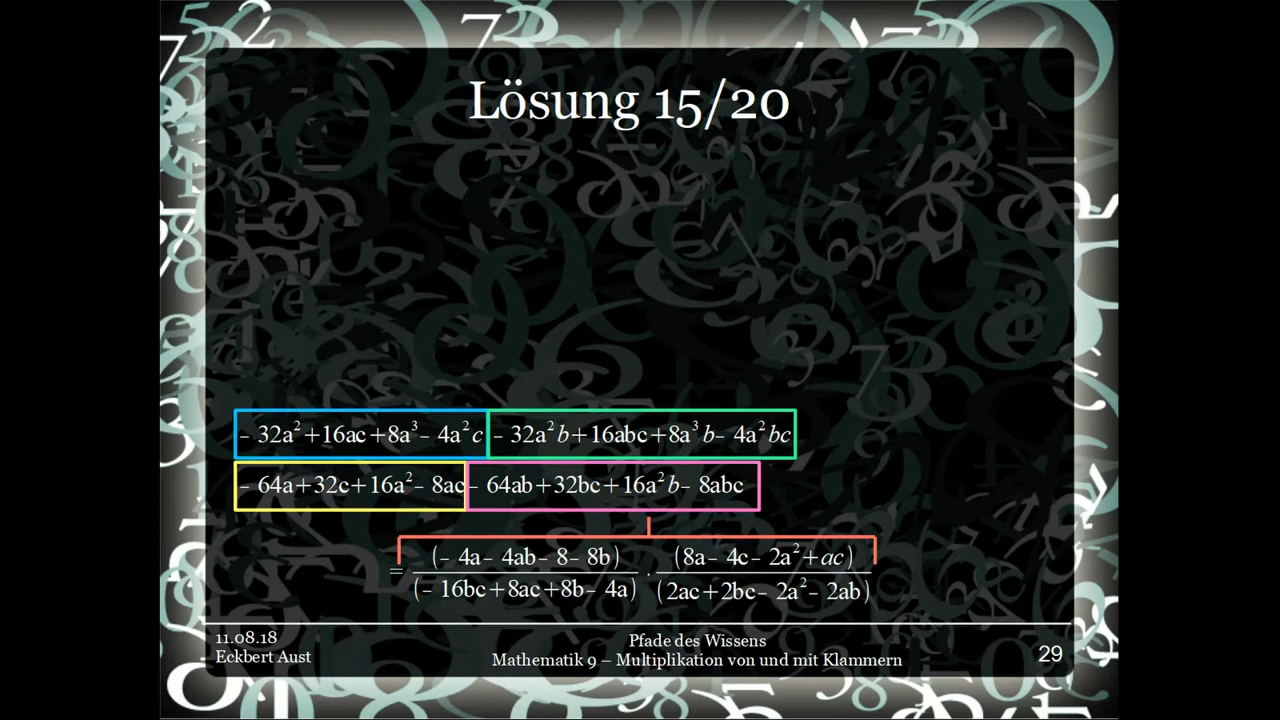 Lösung 15/20
– 32a²+16ac+8a³– 4a²c – 32a²b+16abc+8a³b– 4a²bc
– 64a+32c+16a²– 8ac– 64ab+32bc+16a²b– 8abc
= (– 4a– 4ab– 8– 8b) / (– 16bc+8ac+8b– 4a) · (8a– 4c– 2a²+ac) / (2ac+2bc– 2a²– 2ab)
11.08.18
Eckbert Aust
Pfade des Wissens
Mathematik 9 – Multiplikation von und mit Klammern
29